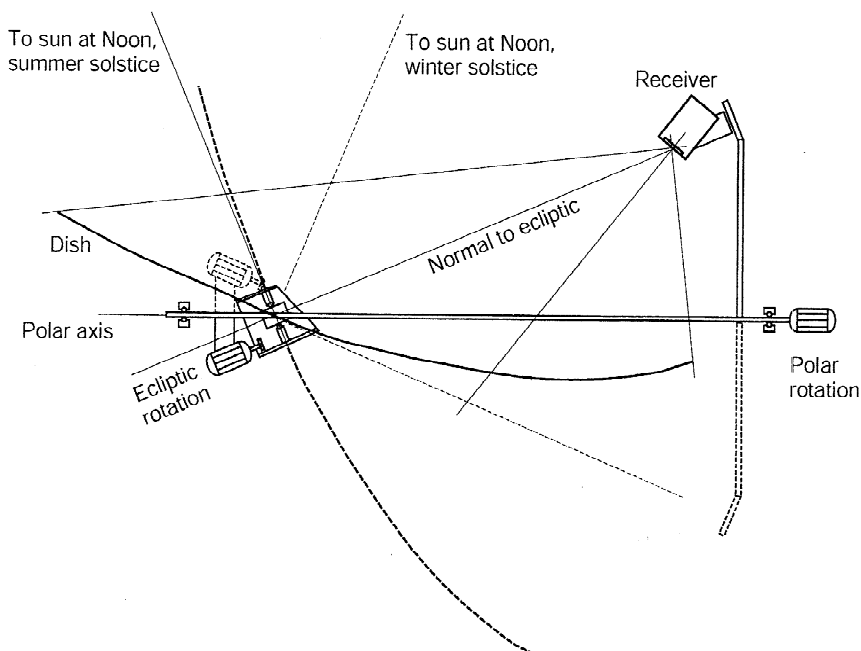 To sun at Noon,
summer solstice
To sun at Noon,
winter solstice
Receiver
Dish
Normal to ecliptic
Polar axis
Ecliptic
rotation
Polar
rotation